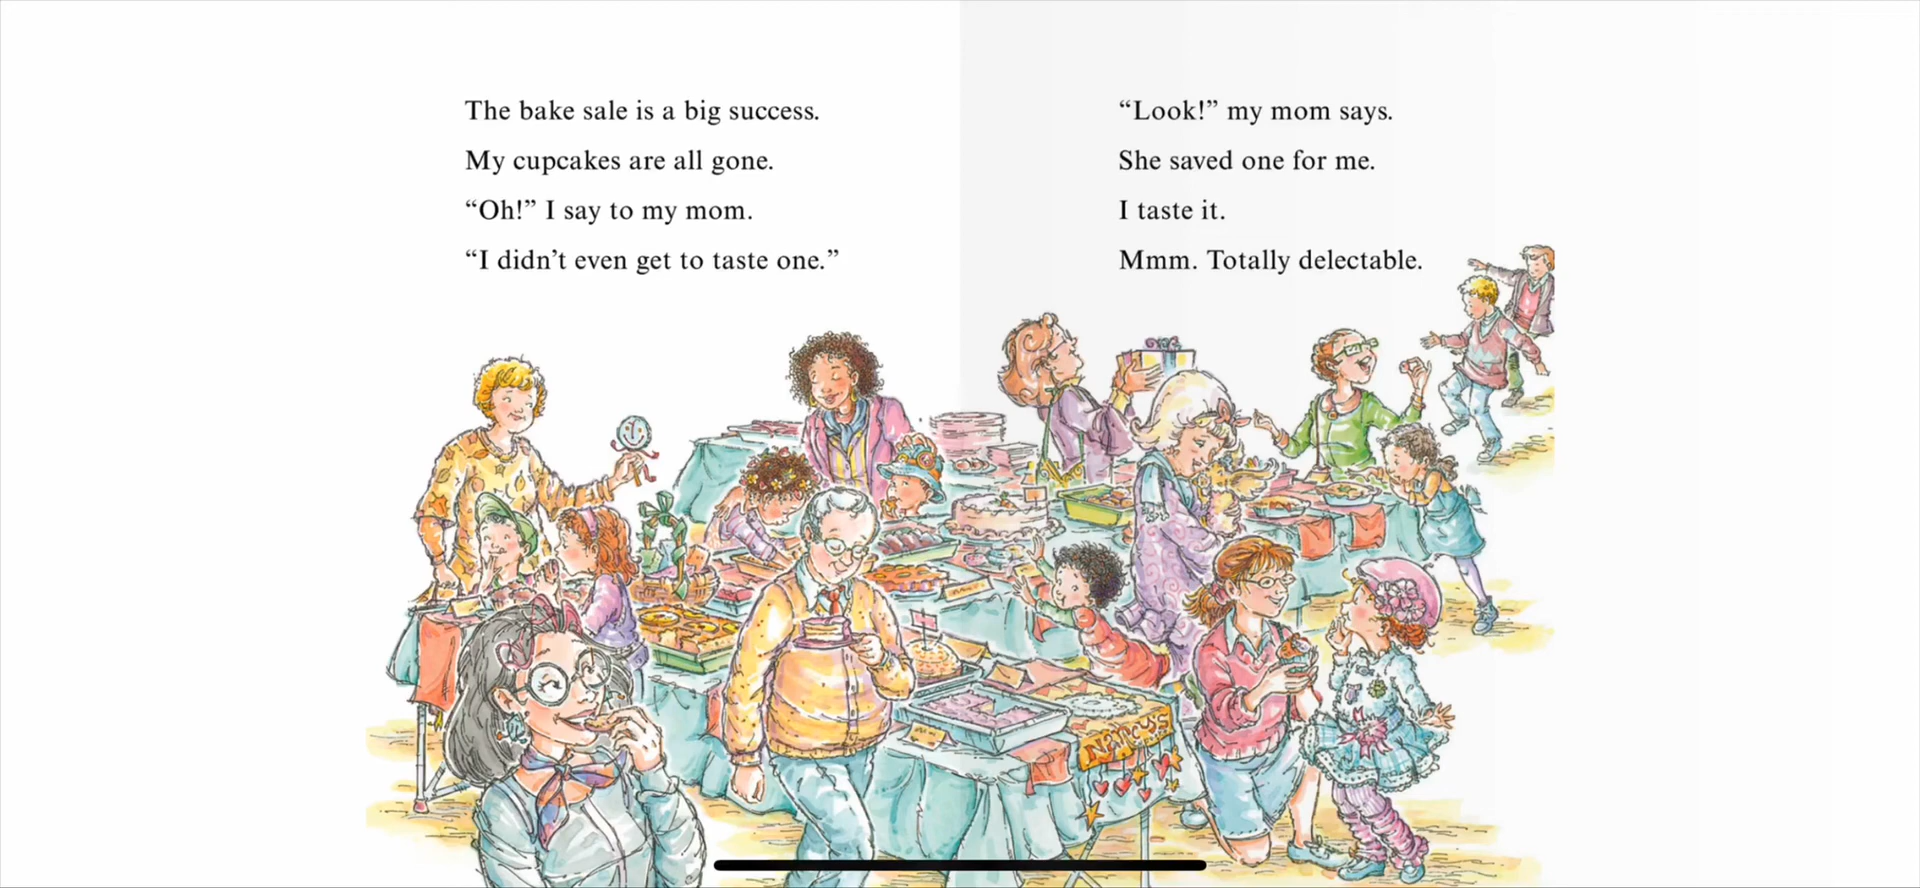 The bake sale is a big success.
My cupcakes are all gone.
“Oh!” I say to my mom.
“I didn’t even get to taste one.”
“Look!” my mom says.
She saved one for me.
I taste it.
Mmm. Totally delectable.
NANCY'S